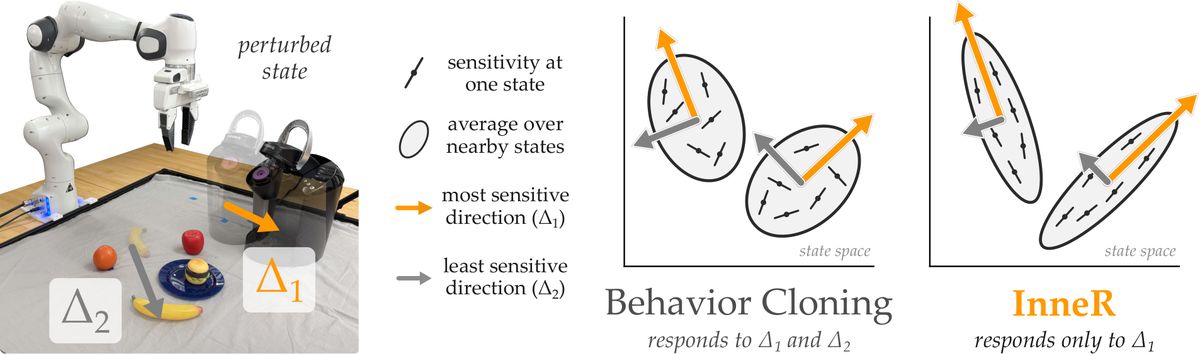 perturbed
state
Δ₁
Δ₂
sensitivity at
one state
average over
nearby states
most sensitive
direction (Δ₁)
least sensitive
direction (Δ₂)
state space
Behavior Cloning
responds to Δ₁ and Δ₂
state space
InneR
responds only to Δ₁